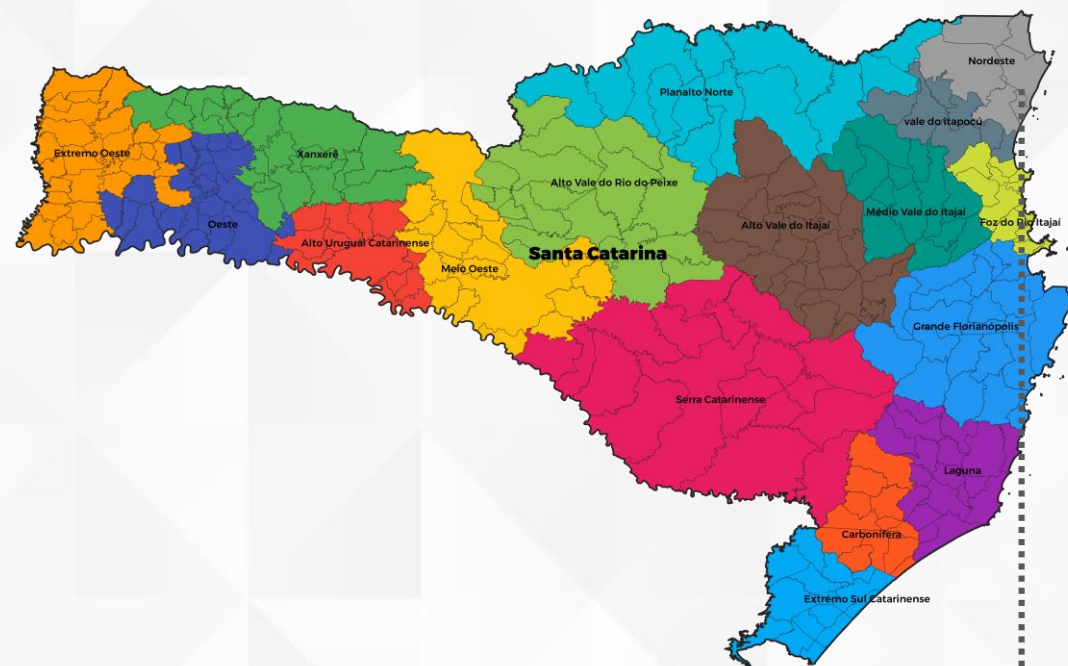 Nordeste
Planalto Norte
vale do Itapocú
Extremo Oeste
Xanxerê
Alto Vale do Rio do Peixe
Médio Vale do Itajaí
Foz do Rio Itajaí
Oeste
Alto Vale do Itajaí
Alto Urugual Catarinense
Santa Catarina
Meio Oeste
Grande Florianópolis
Serra Catarinense
Laguna
Carbonífera
Extremo Sul Catarinense